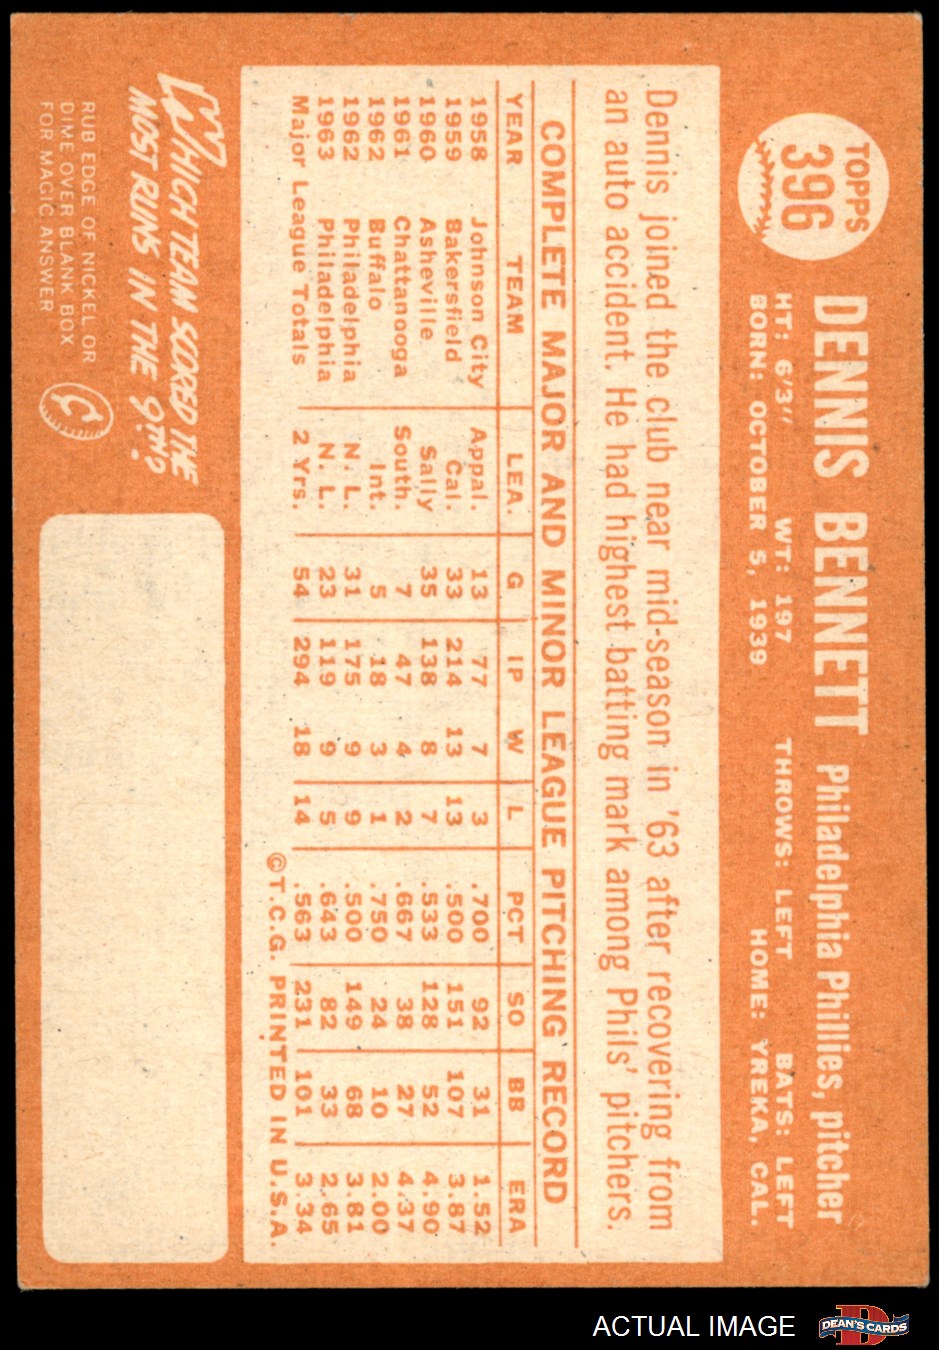 TOPPS
396
DENNIS BENNETT Philadelphia Phillies, pitcher
HT: 6'3" WT: 197 THROWS: LEFT BATS: LEFT
BORN: OCTOBER 5, 1939 HOME: YREKA, CAL.
Dennis joined the club near mid-season in '63 after recovering from
an auto accident. He had highest batting mark among Phils' pitchers.
COMPLETE MAJOR AND MINOR LEAGUE PITCHING RECORD
YEAR TEAM LEA. G IP W L PCT SO BB ERA
1958 Johnson City Appal. 13 77 7 3 .700 92 31 1.52
1959 Bakersfield Cal. 33 214 13 13 .500 151 107 3.87
1960 Asheville Sally 35 138 8 7 .533 128 52 4.90
1961 Chattanooga South. 7 47 4 2 .667 38 27 4.37
1962 Buffalo Int. 5 18 3 1 .750 24 10 2.00
1962 Philadelphia N. L. 31 175 9 9 .500 149 68 3.81
1963 Philadelphia N. L. 23 119 9 5 .643 82 33 2.65
Major League Totals 2 Yrs. 54 294 18 14 .563 231 101 3.34
©T.C.G. PRINTED IN U.S.A.
WHICH TEAM SCORED THE
MOST RUNS IN THE 9TH?
RUB EDGE OF NICKEL OR
DIME OVER BLANK BOX
FOR MAGIC ANSWER
ACTUAL IMAGE
D
DEAN'S CARDS